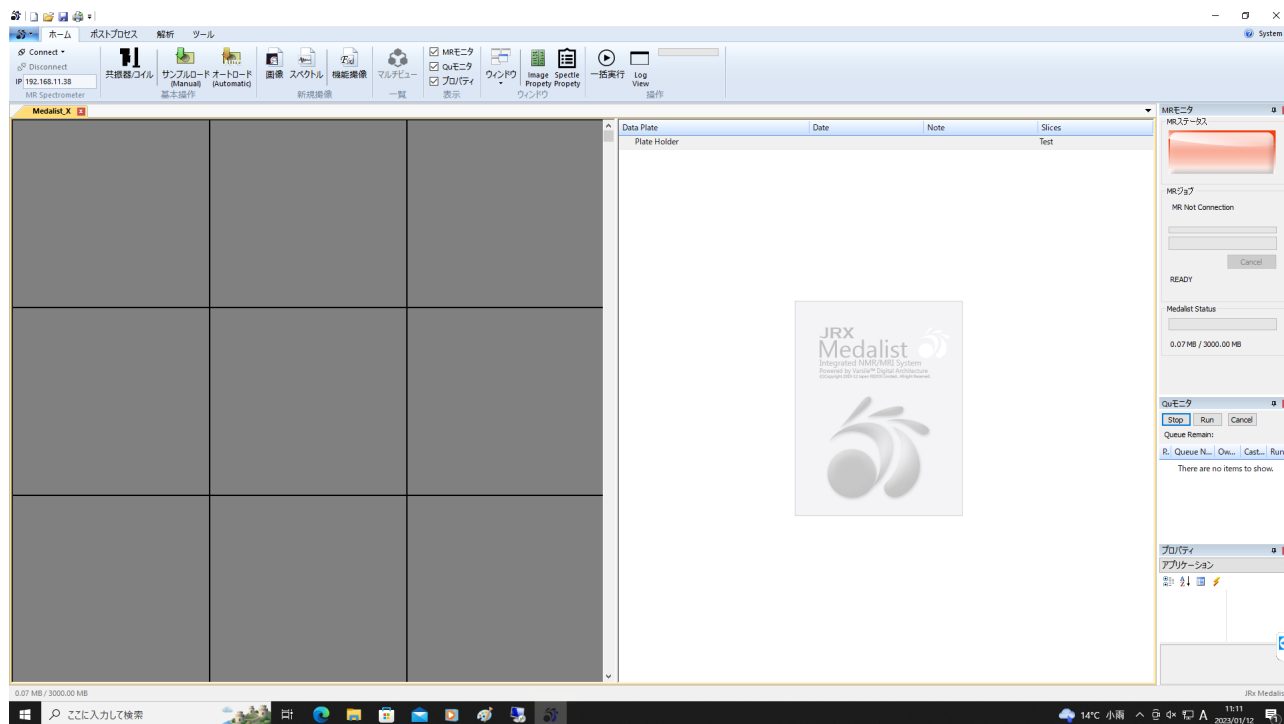 System
ホーム ポストプロセス 解析 ツール
Connect
Disconnect
IP 192.168.11.38
MR Spectrometer
共振器/コイル
サンプルロード (Manual)
オートロード (Automatic)
基本操作
画像 スペクトル 機能撮像
新規撮像
マルチビュー
一覧
MRモニタ
Quモニタ
プロパティ
表示
ウィンドウ
Image Propety
Spectle Propety
ウィンドウ
一括実行
Log View
操作
Medalist_X
Data Plate Date Note Slices
Plate Holder Test
JRX
Medalist
Integrated NMR/MRI System
MRモニタ
MRステータス
MRジョブ
MR Not Connection
Cancel
READY
Medalist Status
0.07 MB / 3000.00 MB
Quモニタ
Stop Run Cancel
Queue Remain:
P.. Queue N... Ow... Cast... Run
There are no items to show.
プロパティ
アプリケーション
0.07 MB / 3000.00 MB
JRx Medalis
ここに入力して検索
14°C 小雨
A
11:11
2023/01/12